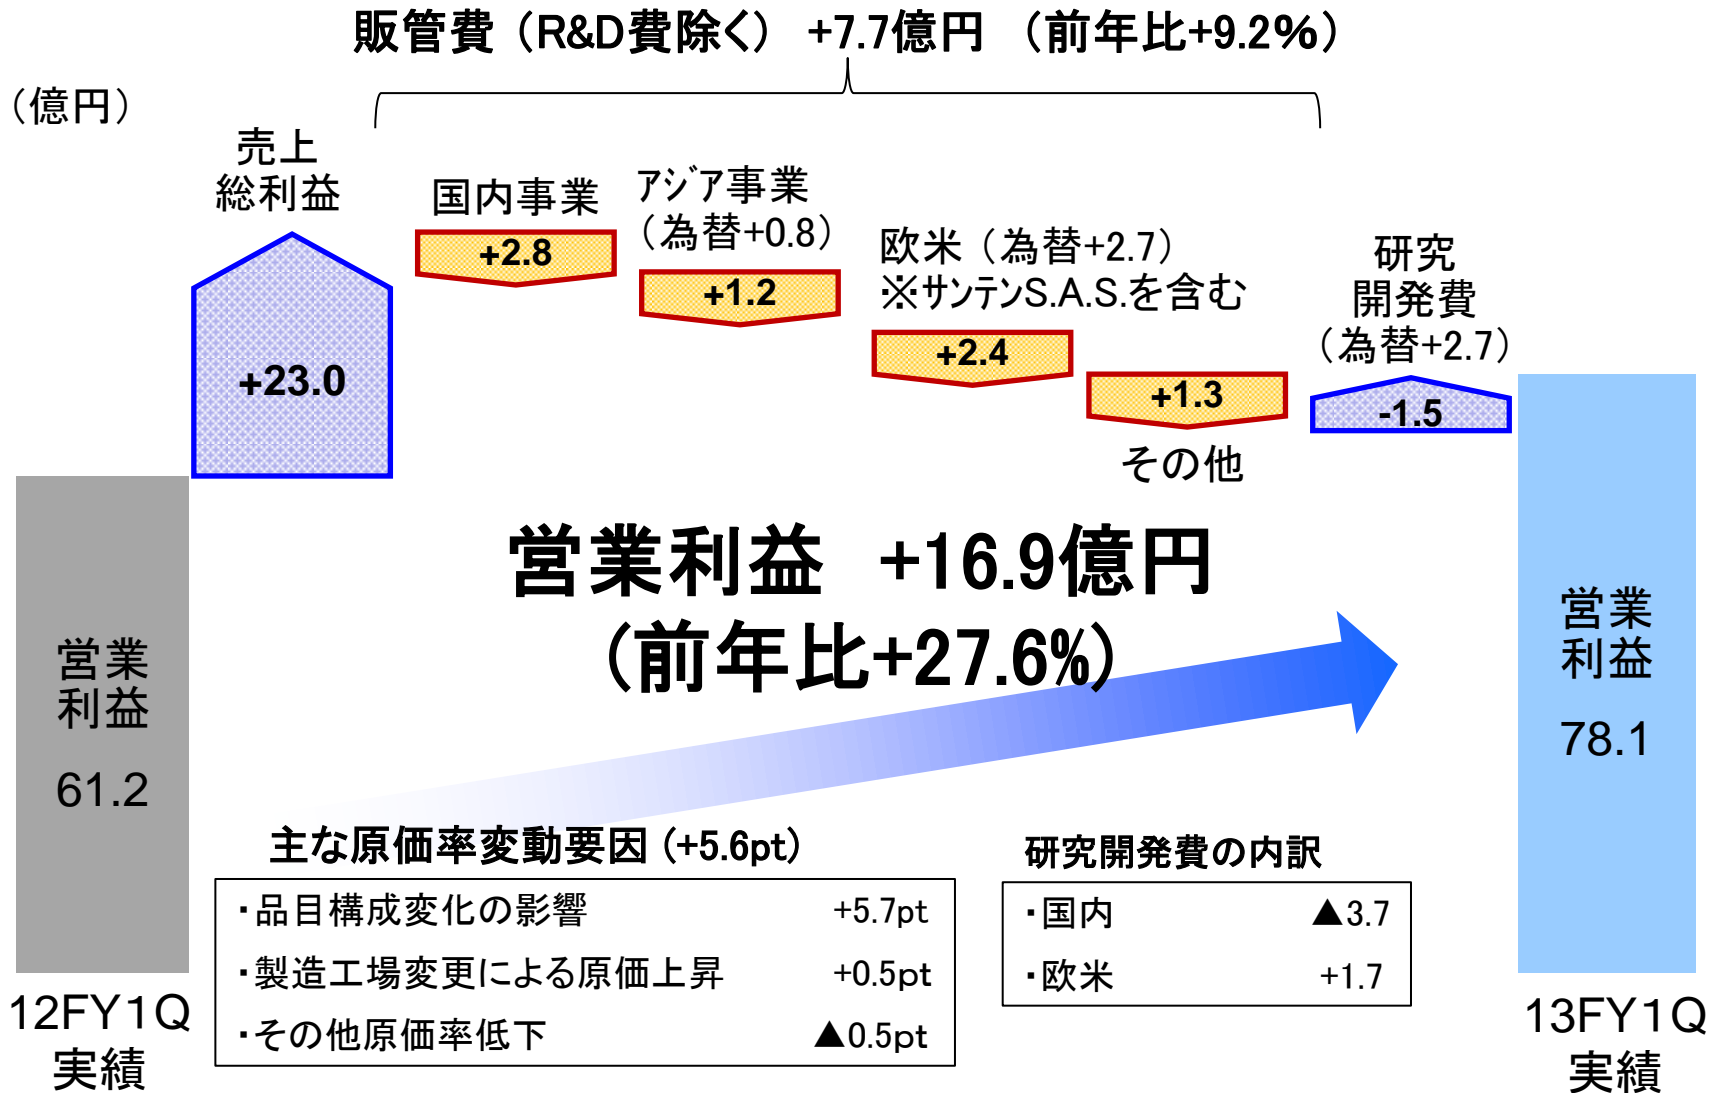 販管費（R&D費除く） +7.7億円 （前年比+9.2%）
（億円）
売上
総利益
+23.0
国内事業
+2.8
ｱｼﾞｱ事業
（為替+0.8）
+1.2
欧米（為替+2.7）
※ｻﾝﾃﾝS.A.S.を含む
+2.4
+1.3
その他
研究
開発費
（為替+2.7）
-1.5
営業利益 +16.9億円
（前年比+27.6%）
営業
利益
61.2
12FY1Q
実績
営業
利益
78.1
13FY1Q
実績
主な原価率変動要因（+5.6pt）
・品目構成変化の影響 +5.7pt
・製造工場変更による原価上昇 +0.5pt
・その他原価率低下 ▲0.5pt
研究開発費の内訳
・国内 ▲3.7
・欧米 +1.7